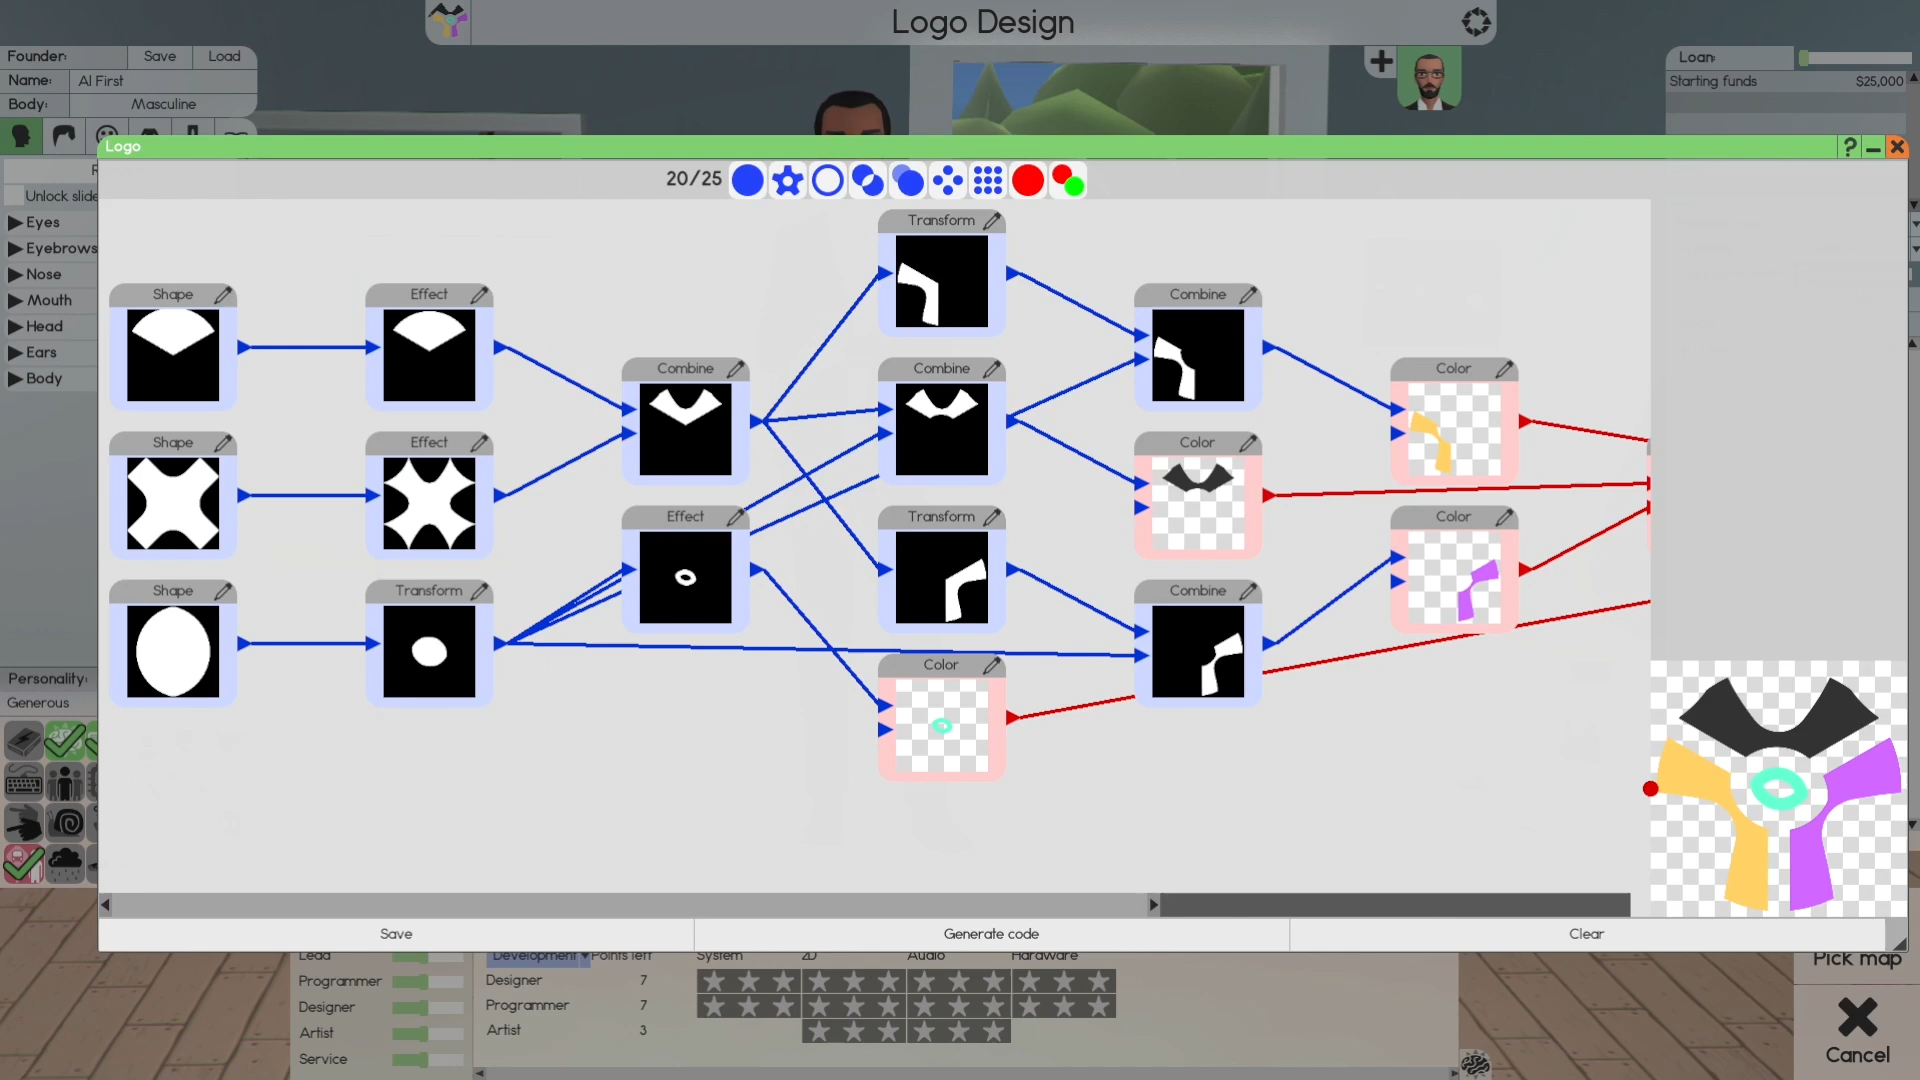 Logo Design
Founder:
Save
Load
Name:
AI First
Body:
Masculine
Loan:
Starting funds
$25,000
Logo
?
20/25
Unlock slide
Eyes
Eyebrows
Nose
Mouth
Head
Ears
Body
Personality:
Generous
Transform
Shape
Effect
Combine
Combine
Combine
Color
Shape
Effect
Color
Effect
Transform
Color
Shape
Transform
Combine
Color
Save
Generate code
Clear
Lead
Development
Points left
System
2D
Audio
Hardware
Programmer
Designer
7
Designer
Programmer
7
Artist
Artist
3
Service
Pick map
Cancel